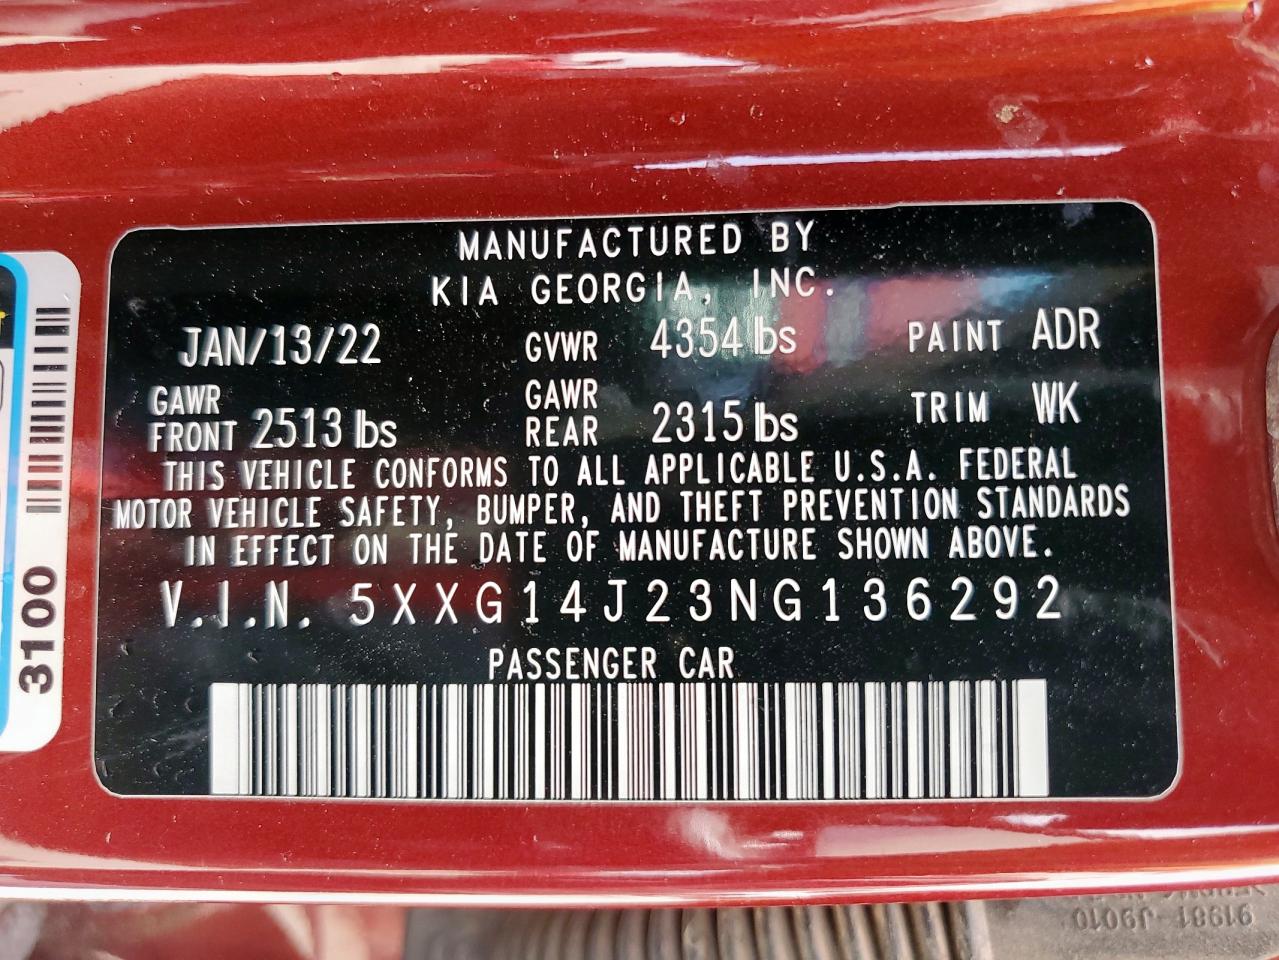 MANUFACTURED BY
KIA GEORGIA, INC.
JAN/13/22 GVWR 4354 lbs PAINT ADR
GAWR FRONT 2513 lbs GAWR REAR 2315 lbs TRIM WK
THIS VEHICLE CONFORMS TO ALL APPLICABLE U.S.A. FEDERAL
MOTOR VEHICLE SAFETY, BUMPER, AND THEFT PREVENTION STANDARDS
IN EFFECT ON THE DATE OF MANUFACTURE SHOWN ABOVE.
V.I.N. 5XXG14J23NG136292
PASSENGER CAR
3100
91981-J9010